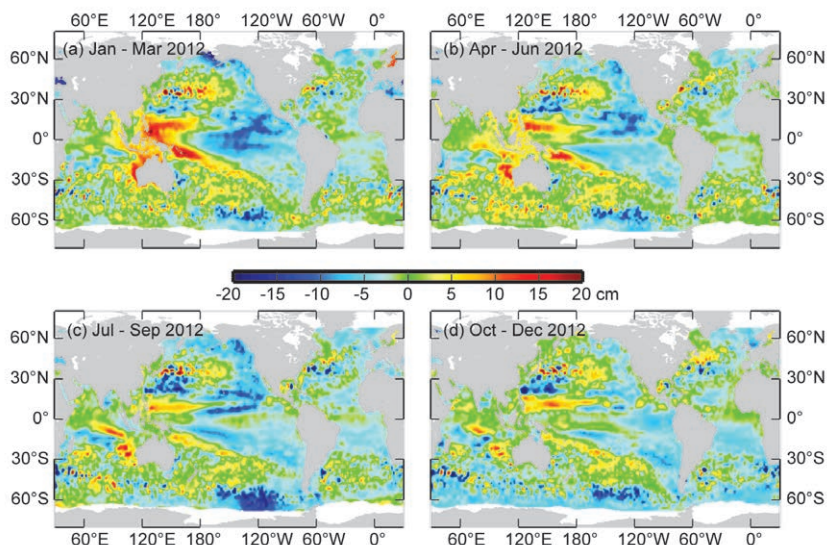 60°E 120°E 180° 120°W 60°W 0° 60°E 120°E 180° 120°W 60°W 0°
60°N (a) Jan - Mar 2012 (b) Apr - Jun 2012 60°N
30°N 30°N
0° 0°
30°S 30°S
60°S 60°S
-20 -15 -10 -5 0 5 10 15 20 cm
60°N (c) Jul - Sep 2012 (d) Oct - Dec 2012 60°N
30°N 30°N
0° 0°
30°S 30°S
60°S 60°S
60°E 120°E 180° 120°W 60°W 0° 60°E 120°E 180° 120°W 60°W 0°